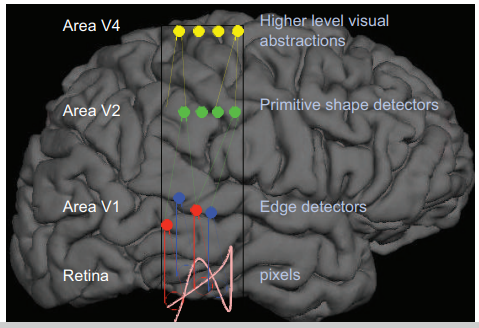 Area V4
Higher level visual
abstractions
Area V2
Primitive shape detectors
Area V1
Edge detectors
Retina
pixels